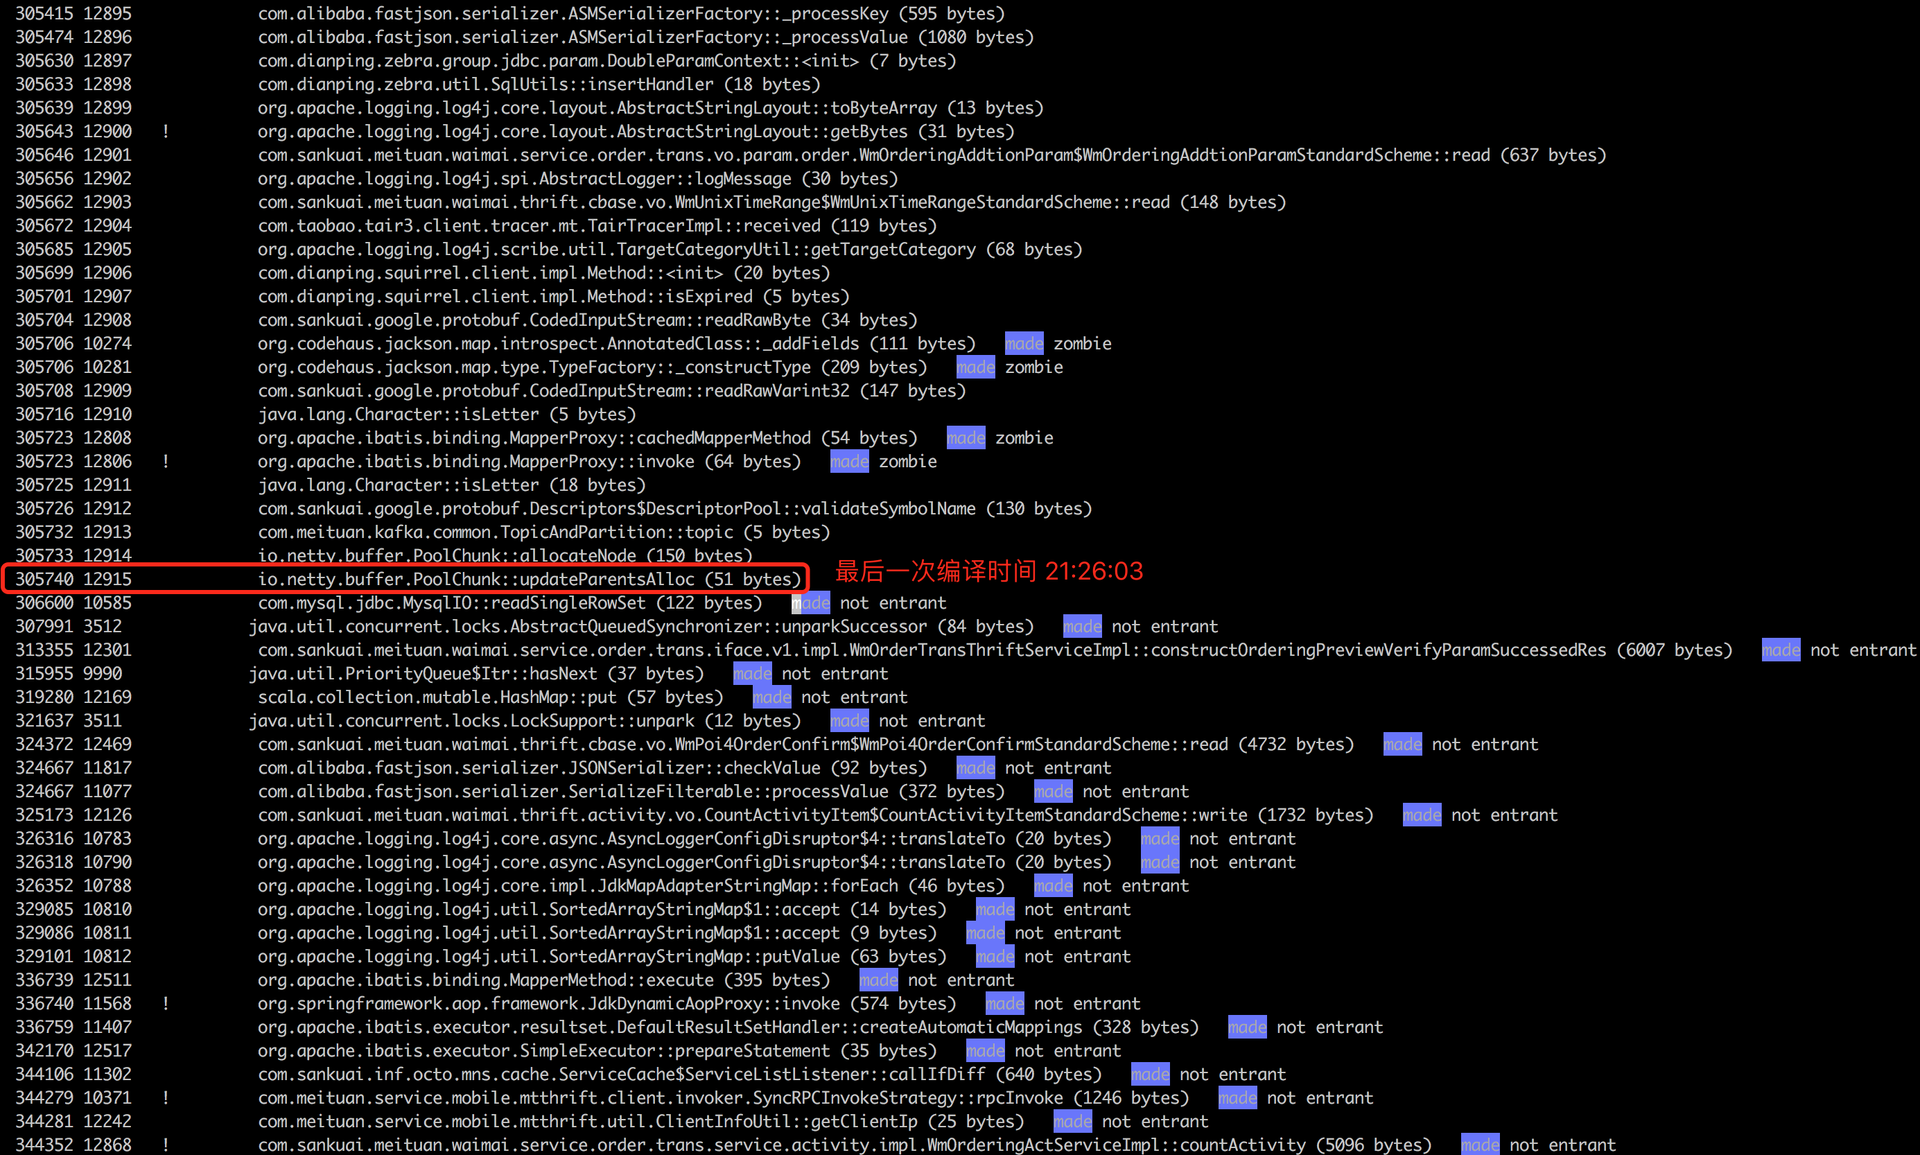 305415 12895 com.alibaba.fastjson.serializer.ASMSerializerFactory::_processKey (595 bytes)
305474 12896 com.alibaba.fastjson.serializer.ASMSerializerFactory::_processValue (1080 bytes)
305630 12897 com.dianping.zebra.group.jdbc.param.DoubleParamContext::<init> (7 bytes)
305633 12898 com.dianping.zebra.util.SqlUtils::insertHandler (18 bytes)
305639 12899 org.apache.logging.log4j.core.layout.AbstractStringLayout::toByteArray (13 bytes)
305643 12900 ! org.apache.logging.log4j.core.layout.AbstractStringLayout::getBytes (31 bytes)
305646 12901 com.sankuai.meituan.waimai.service.order.trans.vo.param.order.WmOrderingAddtionParam$WmOrderingAddtionParamStandardScheme::read (637 bytes)
305656 12902 org.apache.logging.log4j.spi.AbstractLogger::logMessage (30 bytes)
305662 12903 com.sankuai.meituan.waimai.thrift.cbase.vo.WmUnixTimeRange$WmUnixTimeRangeStandardScheme::read (148 bytes)
305672 12904 com.taobao.tair3.client.tracer.mt.TairTracerImpl::received (119 bytes)
305685 12905 org.apache.logging.log4j.scribe.util.TargetCategoryUtil::getTargetCategory (68 bytes)
305699 12906 com.dianping.squirrel.client.impl.Method::<init> (20 bytes)
305701 12907 com.dianping.squirrel.client.impl.Method::isExpired (5 bytes)
305704 12908 com.sankuai.google.protobuf.CodedInputStream::readRawByte (34 bytes)
305706 10274 org.codehaus.jackson.map.introspect.AnnotatedClass::_addFields (111 bytes) made zombie
305706 10281 org.codehaus.jackson.map.type.TypeFactory::_constructType (209 bytes) made zombie
305708 12909 com.sankuai.google.protobuf.CodedInputStream::readRawVarint32 (147 bytes)
305716 12910 java.lang.Character::isLetter (5 bytes)
305723 12808 org.apache.ibatis.binding.MapperProxy::cachedMapperMethod (54 bytes) made zombie
305723 12806 ! org.apache.ibatis.binding.MapperProxy::invoke (64 bytes) made zombie
305725 12911 java.lang.Character::isLetter (18 bytes)
305726 12912 com.sankuai.google.protobuf.Descriptors$DescriptorPool::validateSymbolName (130 bytes)
305732 12913 com.meituan.kafka.common.TopicAndPartition::topic (5 bytes)
305733 12914 io.netty.buffer.PoolChunk::allocateNode (150 bytes)
305740 12915 io.netty.buffer.PoolChunk::updateParentsAlloc (51 bytes) 最后一次编译时间 21:26:03
306600 10585 com.mysql.jdbc.MysqlIO::readSingleRowSet (122 bytes) made not entrant
307991 3512 java.util.concurrent.locks.AbstractQueuedSynchronizer::unparkSuccessor (84 bytes) made not entrant
313355 12301 com.sankuai.meituan.waimai.service.order.trans.iface.v1.impl.WmOrderTransThriftServiceImpl::constructOrderingPreviewVerifyParamSuccessedRes (6007 bytes) made not entrant
315955 9990 java.util.PriorityQueue$Itr::hasNext (37 bytes) made not entrant
319280 12169 scala.collection.mutable.HashMap::put (57 bytes) made not entrant
321637 3511 java.util.concurrent.locks.LockSupport::unpark (12 bytes) made not entrant
324372 12469 com.sankuai.meituan.waimai.thrift.cbase.vo.WmPoi4OrderConfirm$WmPoi4OrderConfirmStandardScheme::read (4732 bytes) made not entrant
324667 11817 com.alibaba.fastjson.serializer.JSONSerializer::checkValue (92 bytes) made not entrant
324667 11077 com.alibaba.fastjson.serializer.SerializeFilterable::processValue (372 bytes) made not entrant
325173 12126 com.sankuai.meituan.waimai.thrift.activity.vo.CountActivityItem$CountActivityItemStandardScheme::write (1732 bytes) made not entrant
326316 10783 org.apache.logging.log4j.core.async.AsyncLoggerConfigDisruptor$4::translateTo (20 bytes) made not entrant
326318 10790 org.apache.logging.log4j.core.async.AsyncLoggerConfigDisruptor$4::translateTo (20 bytes) made not entrant
326352 10788 org.apache.logging.log4j.core.impl.JdkMapAdapterStringMap::forEach (46 bytes) made not entrant
329085 10810 org.apache.logging.log4j.util.SortedArrayStringMap$1::accept (14 bytes) made not entrant
329086 10811 org.apache.logging.log4j.util.SortedArrayStringMap$1::accept (9 bytes) made not entrant
329101 10812 org.apache.logging.log4j.util.SortedArrayStringMap::putValue (63 bytes) made not entrant
336739 12511 org.apache.ibatis.binding.MapperMethod::execute (395 bytes) made not entrant
336740 11568 ! org.springframework.aop.framework.JdkDynamicAopProxy::invoke (574 bytes) made not entrant
336759 11407 org.apache.ibatis.executor.resultset.DefaultResultSetHandler::createAutomaticMappings (328 bytes) made not entrant
342170 12517 org.apache.ibatis.executor.SimpleExecutor::prepareStatement (35 bytes) made not entrant
344106 11302 com.sankuai.inf.octo.mns.cache.ServiceCache$ServiceListListener::callIfDiff (640 bytes) made not entrant
344279 10371 ! com.meituan.service.mobile.mtthrift.client.invoker.SyncRPCInvokeStrategy::rpcInvoke (1246 bytes) made not entrant
344281 12242 com.meituan.service.mobile.mtthrift.util.ClientInfoUtil::getClientIp (25 bytes) made not entrant
344352 12868 ! com.sankuai.meituan.waimai.service.order.trans.service.activity.impl.WmOrderingActServiceImpl::countActivity (5096 bytes) made not entrant